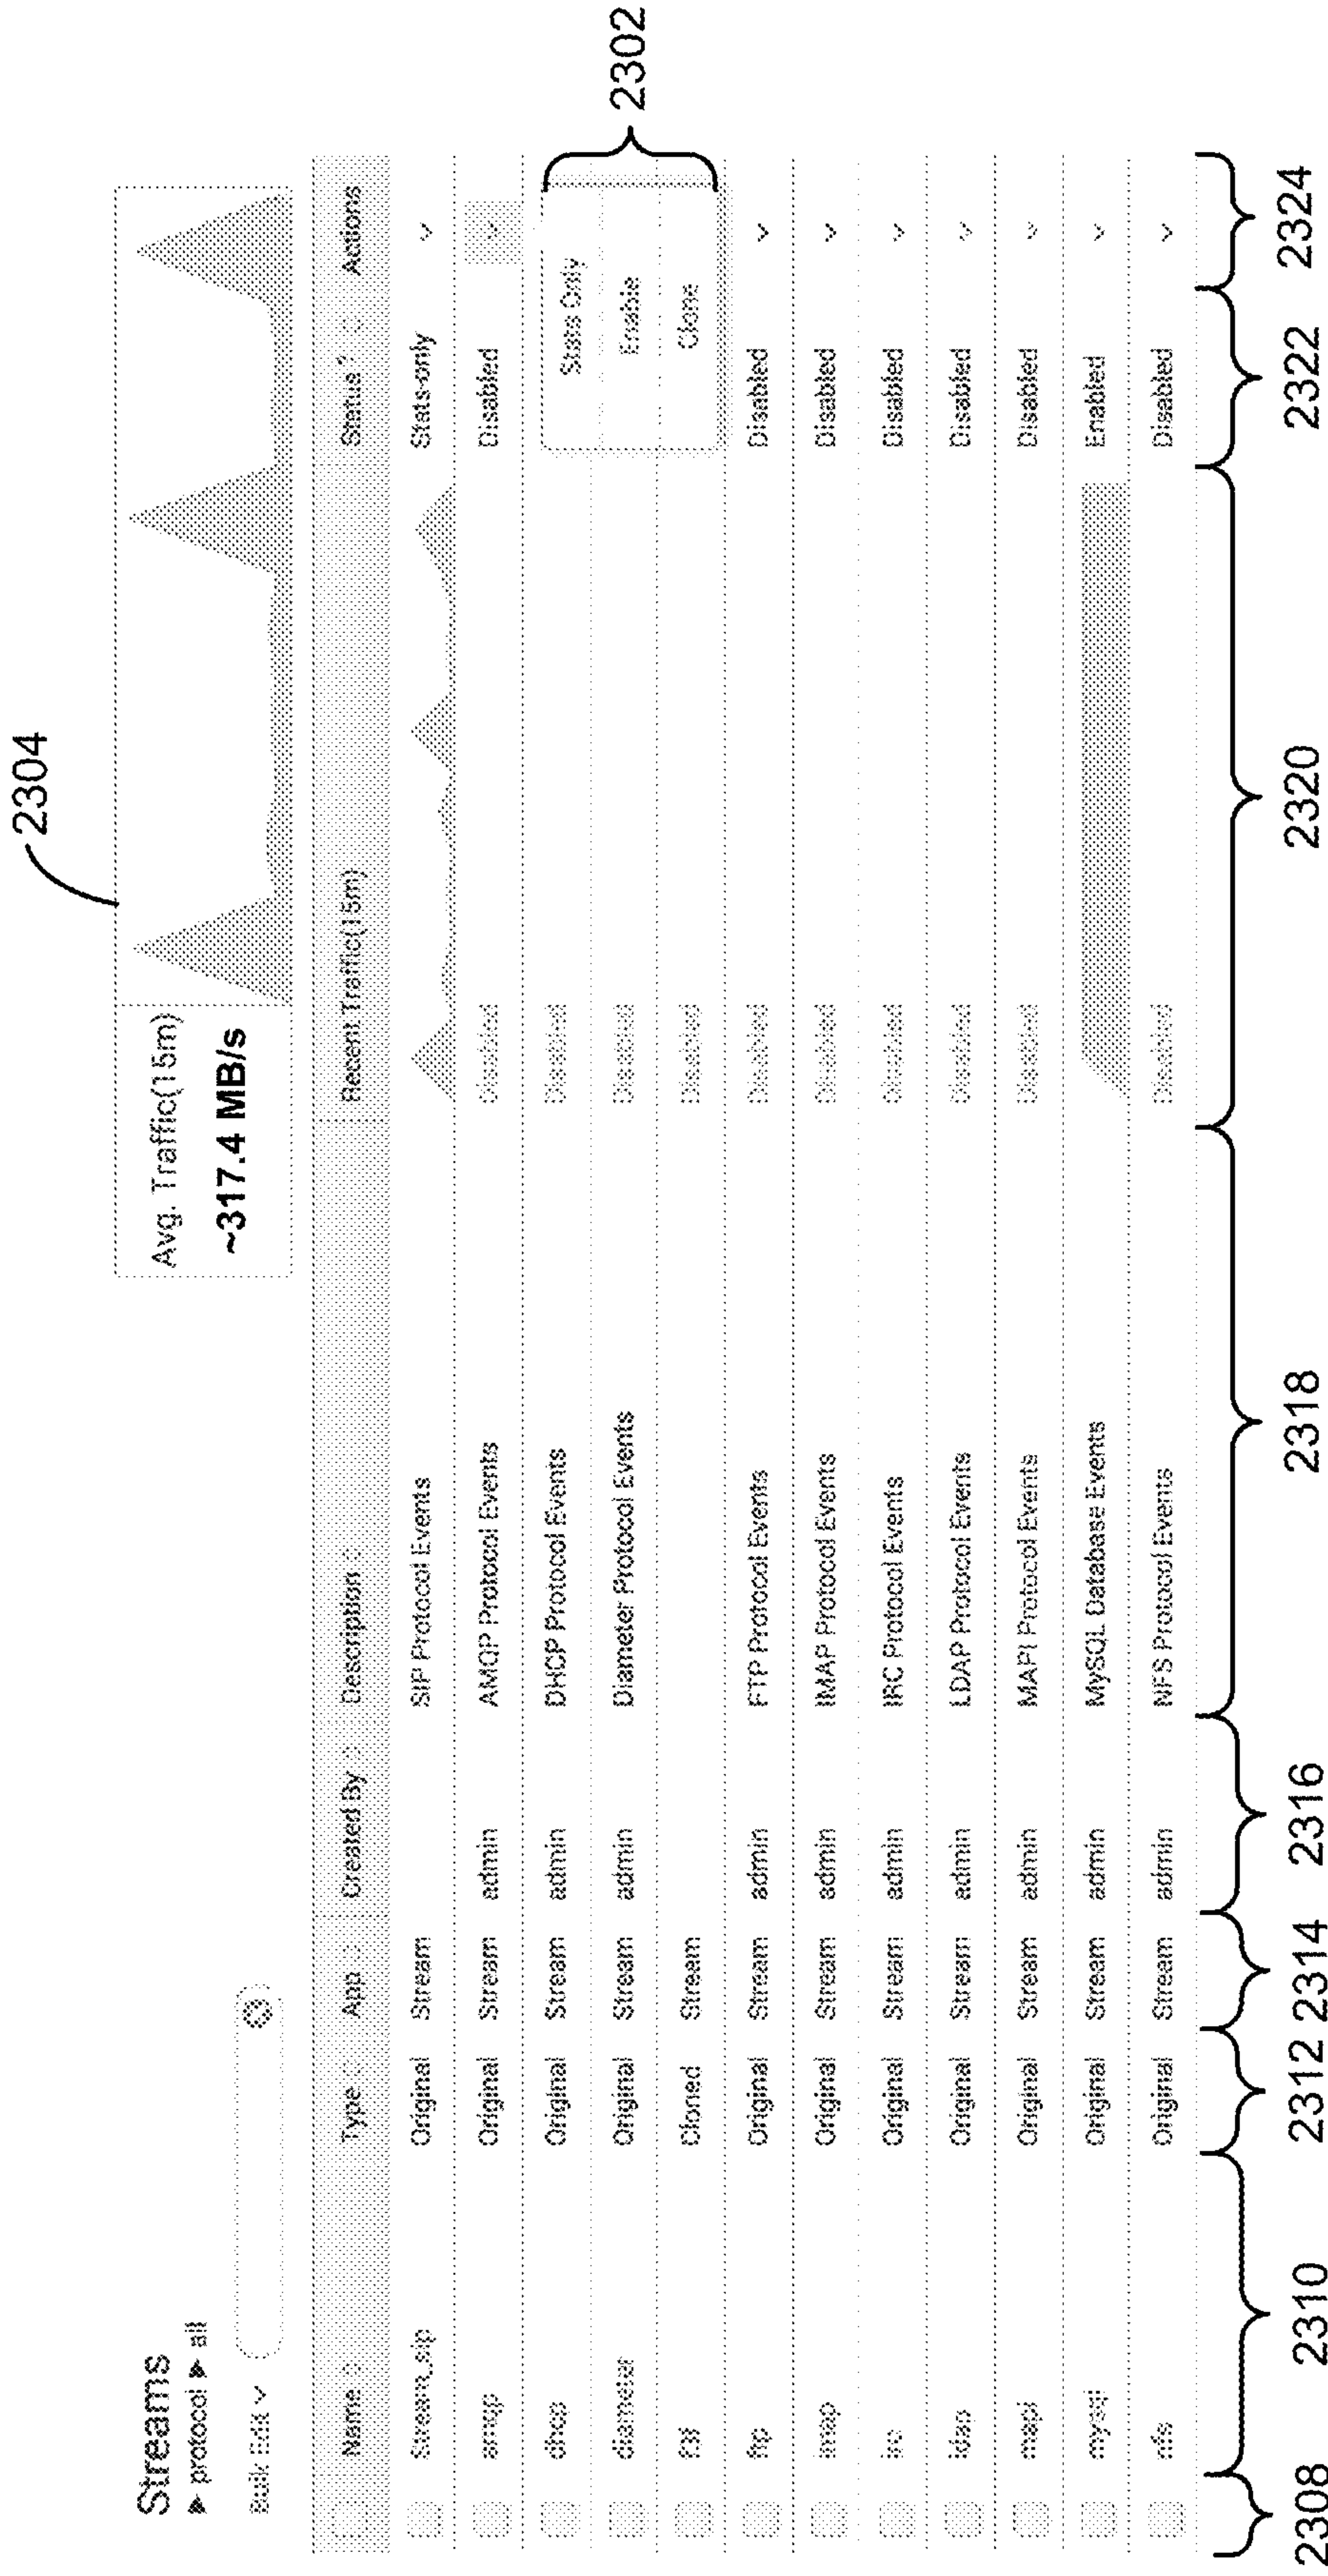 2304
Avg. Traffic(15m)
~317.4 MB/s
Streams
protocol all
Bulk Edit
Name Type App Created By Description Recent Traffic(15m) Status? Actions
Stream_sip Original Stream SIP Protocol Events Stats-only
amqp Original Stream admin AMQP Protocol Events Disabled Disabled
dhcp Original Stream admin DHCP Protocol Events Disabled
diameter Original Stream admin Diameter Protocol Events Disabled
Cloned Stream Disabled
Stats Only
Enable
Clone
2302
ftp Original Stream admin FTP Protocol Events Disabled Disabled
imap Original Stream admin IMAP Protocol Events Disabled Disabled
irc Original Stream admin IRC Protocol Events Disabled Disabled
ldap Original Stream admin LDAP Protocol Events Disabled Disabled
mapi Original Stream admin MAPI Protocol Events Disabled Disabled
mysql Original Stream admin MySQL Database Events Enabled
nfs Original Stream admin NFS Protocol Events Disabled Disabled
2308 2310 2312 2314 2316 2318 2320 2322 2324